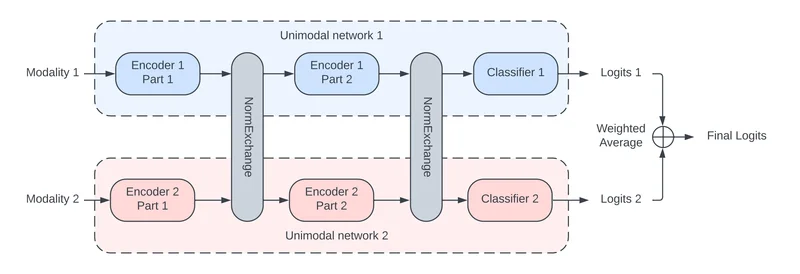 Unimodal network 1
Modality 1
Encoder 1
Part 1
NormExchange
Encoder 1
Part 2
NormExchange
Classifier 1
Logits 1
Weighted
Average
Final Logits
Modality 2
Encoder 2
Part 1
Encoder 2
Part 2
Classifier 2
Logits 2
Unimodal network 2